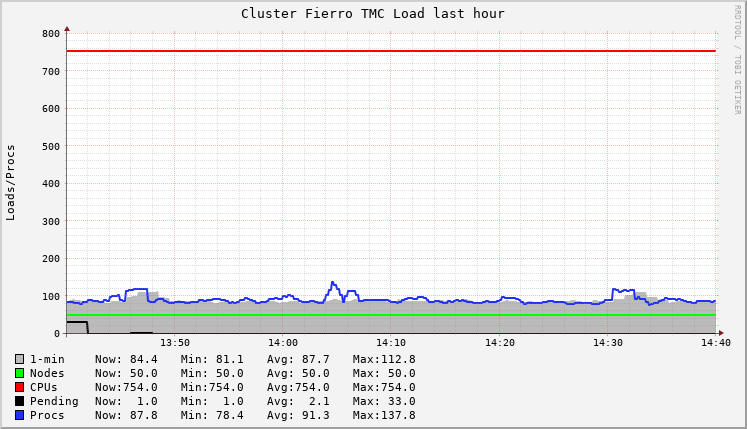 Cluster Fierro TMC Load last hour
RRDTOOL / TOBI OETIKER
Loads/Procs
800
700
600
500
400
300
200
100
0
13:50 14:00 14:10 14:20 14:30 14:40
1-min Now: 84.4 Min: 81.1 Avg: 87.7 Max:112.8
Nodes Now: 50.0 Min: 50.0 Avg: 50.0 Max: 50.0
CPUs Now:754.0 Min:754.0 Avg:754.0 Max:754.0
Pending Now: 1.0 Min: 1.0 Avg: 2.1 Max: 33.0
Procs Now: 87.8 Min: 78.4 Avg: 91.3 Max:137.8